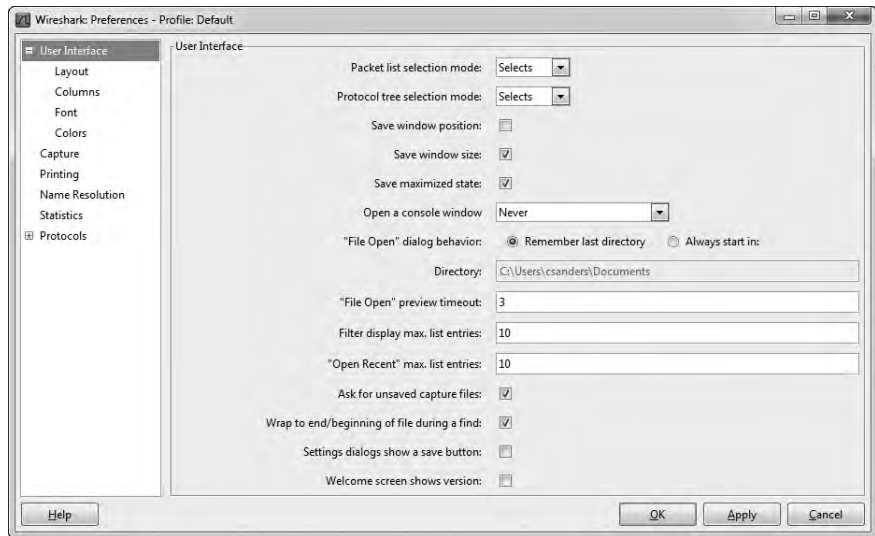 Wireshark: Preferences - Profile: Default
User Interface
Layout
Columns
Font
Colors
Capture
Printing
Name Resolution
Statistics
Protocols
User Interface
Packet list selection mode: Selects
Protocol tree selection mode: Selects
Save window position:
Save window size:
Save maximized state:
Open a console window Never
"File Open" dialog behavior: Remember last directory Always start in:
Directory: C:\Users\csanders\Documents
"File Open" preview timeout: 3
Filter display max. list entries: 10
"Open Recent" max. list entries: 10
Ask for unsaved capture files:
Wrap to end/beginning of file during a find:
Settings dialogs show a save button:
Welcome screen shows version:
Help OK Apply Cancel